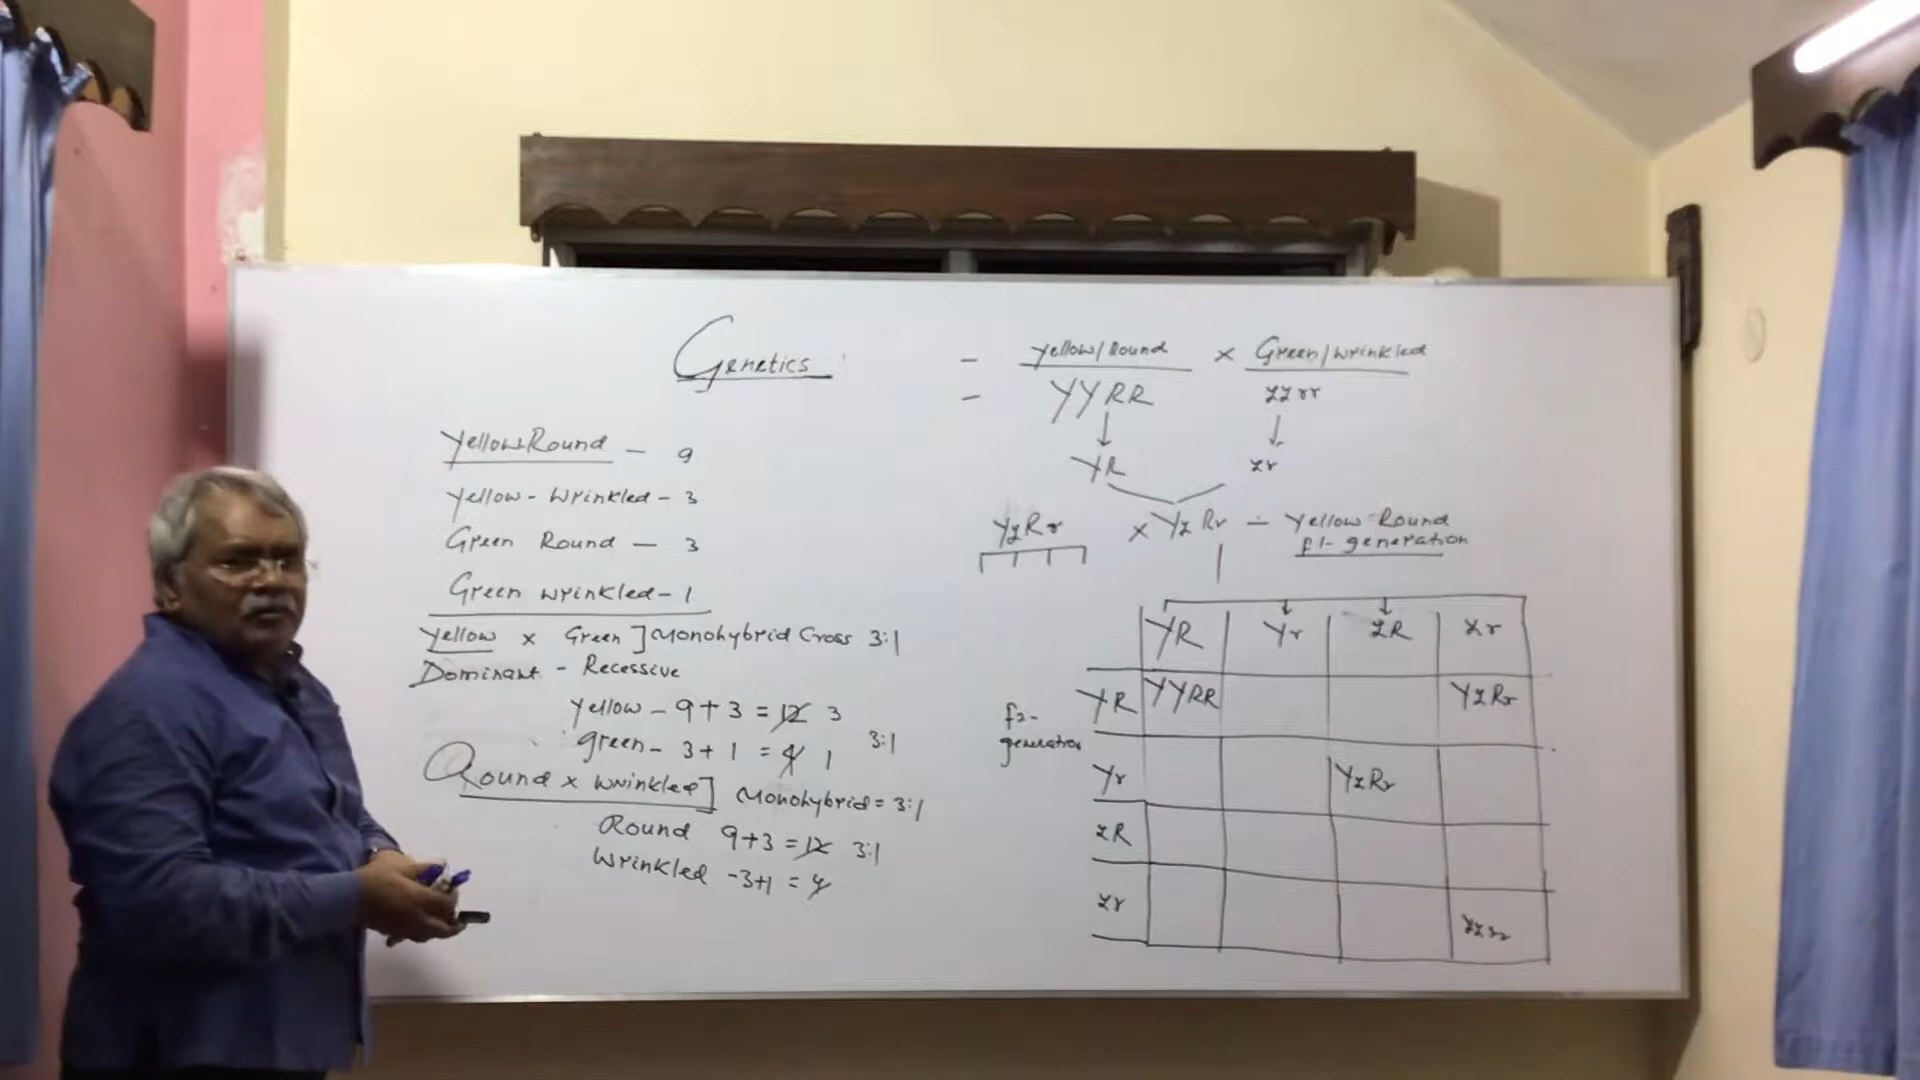 Genetics
Yellow Round - 9
Yellow - Wrinkled - 3
Green Round - 3
Green wrinkled - 1
Yellow x Green ] Monohybrid Cross 3:1
Dominant - Recessive
Yellow - 9 + 3 = 12 3
green - 3 + 1 = 4 1 3:1
Round x Wrinkled ] Monohybrid = 3:1
Round 9+3 = 12 3:1
Wrinkled - 3+1 = 4
- Yellow/Round x Green/Wrinkled
= YYRR yyrr
YR yr
YyRr x YyRr - Yellow Round
f1- generation
YR Yr yR yr
f2-
generation
YR YYRR YyRr
Yr YyRr
yR
yr yyrr